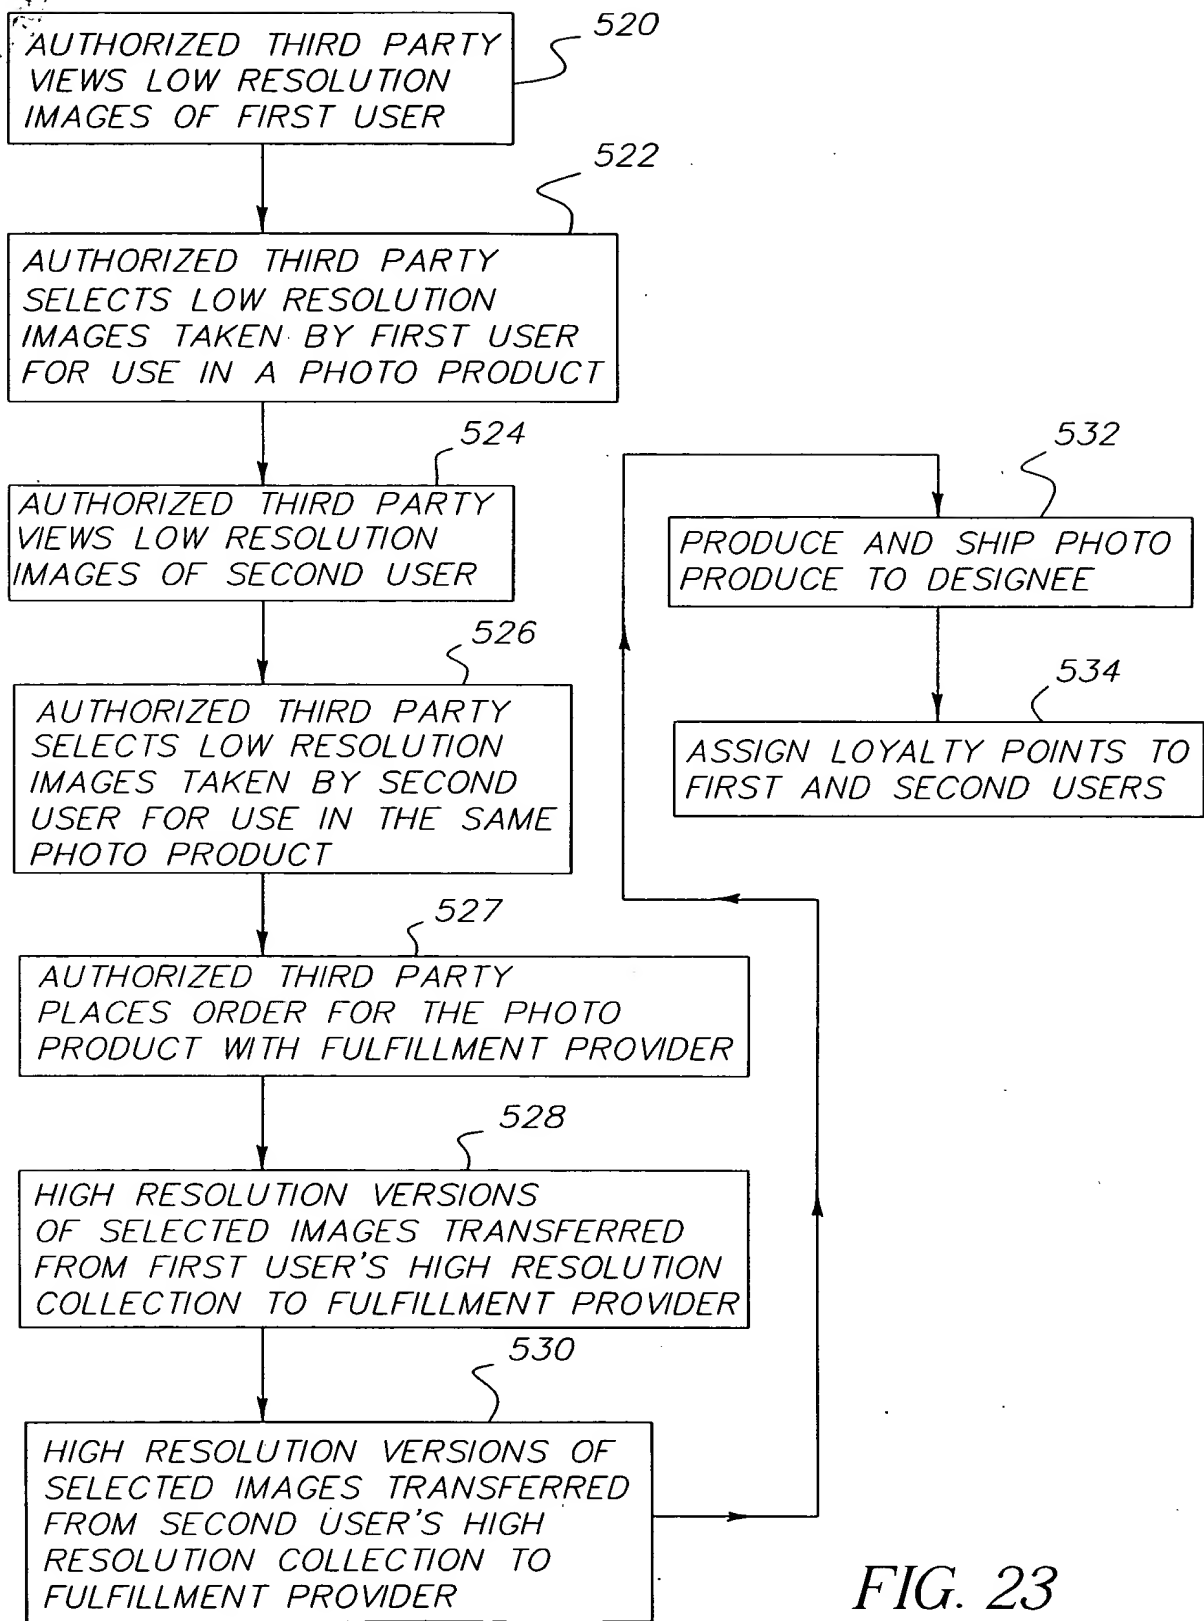 520
AUTHORIZED THIRD PARTY
VIEWS LOW RESOLUTION
IMAGES OF FIRST USER
522
AUTHORIZED THIRD PARTY
SELECTS LOW RESOLUTION
IMAGES TAKEN BY FIRST USER
FOR USE IN A PHOTO PRODUCT
524
AUTHORIZED THIRD PARTY
VIEWS LOW RESOLUTION
IMAGES OF SECOND USER
526
AUTHORIZED THIRD PARTY
SELECTS LOW RESOLUTION
IMAGES TAKEN BY SECOND
USER FOR USE IN THE SAME
PHOTO PRODUCT
527
AUTHORIZED THIRD PARTY
PLACES ORDER FOR THE PHOTO
PRODUCT WITH FULFILLMENT PROVIDER
528
HIGH RESOLUTION VERSIONS
OF SELECTED IMAGES TRANSFERRED
FROM FIRST USER'S HIGH RESOLUTION
COLLECTION TO FULFILLMENT PROVIDER
530
HIGH RESOLUTION VERSIONS OF
SELECTED IMAGES TRANSFERRED
FROM SECOND USER'S HIGH
RESOLUTION COLLECTION TO
FULFILLMENT PROVIDER
532
PRODUCE AND SHIP PHOTO
PRODUCE TO DESIGNEE
534
ASSIGN LOYALTY POINTS TO
FIRST AND SECOND USERS
FIG. 23